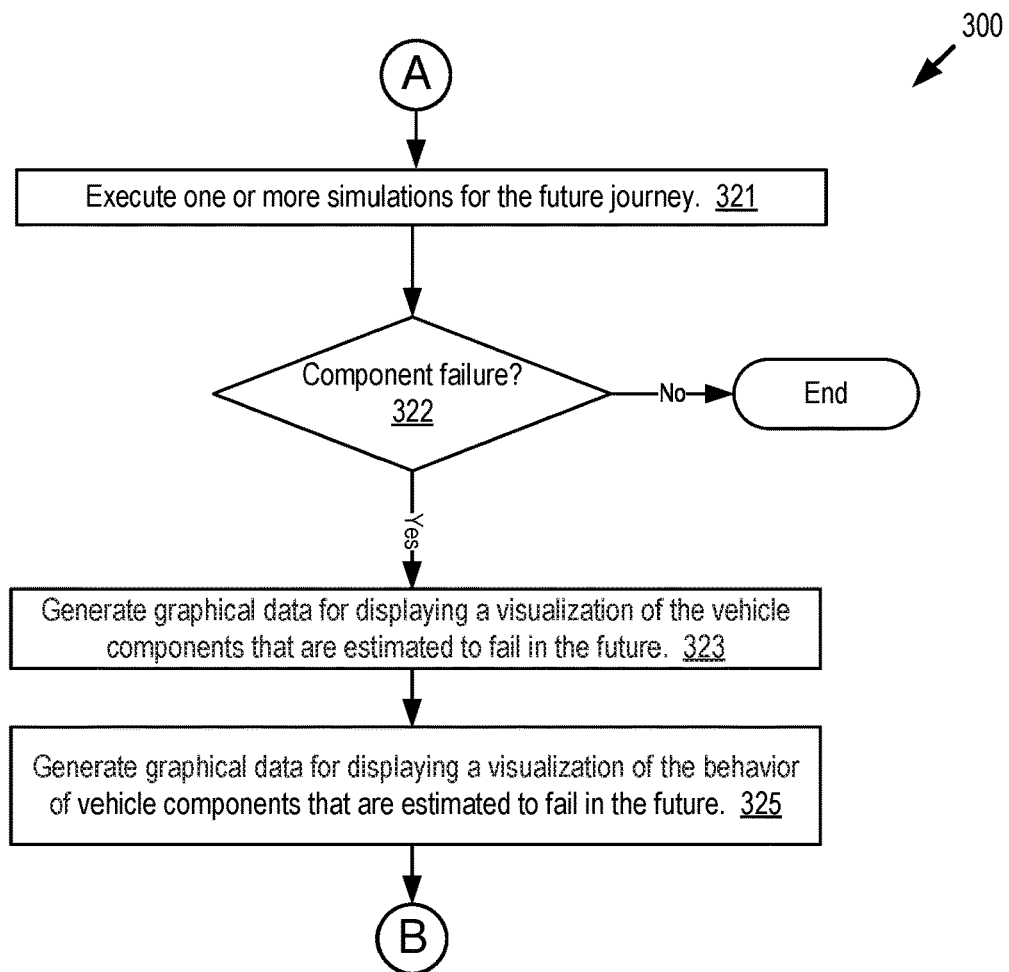 300
A
Execute one or more simulations for the future journey. 321
Component failure?
322
No
End
Yes
Generate graphical data for displaying a visualization of the vehicle
components that are estimated to fail in the future. 323
Generate graphical data for displaying a visualization of the behavior
of vehicle components that are estimated to fail in the future. 325
B